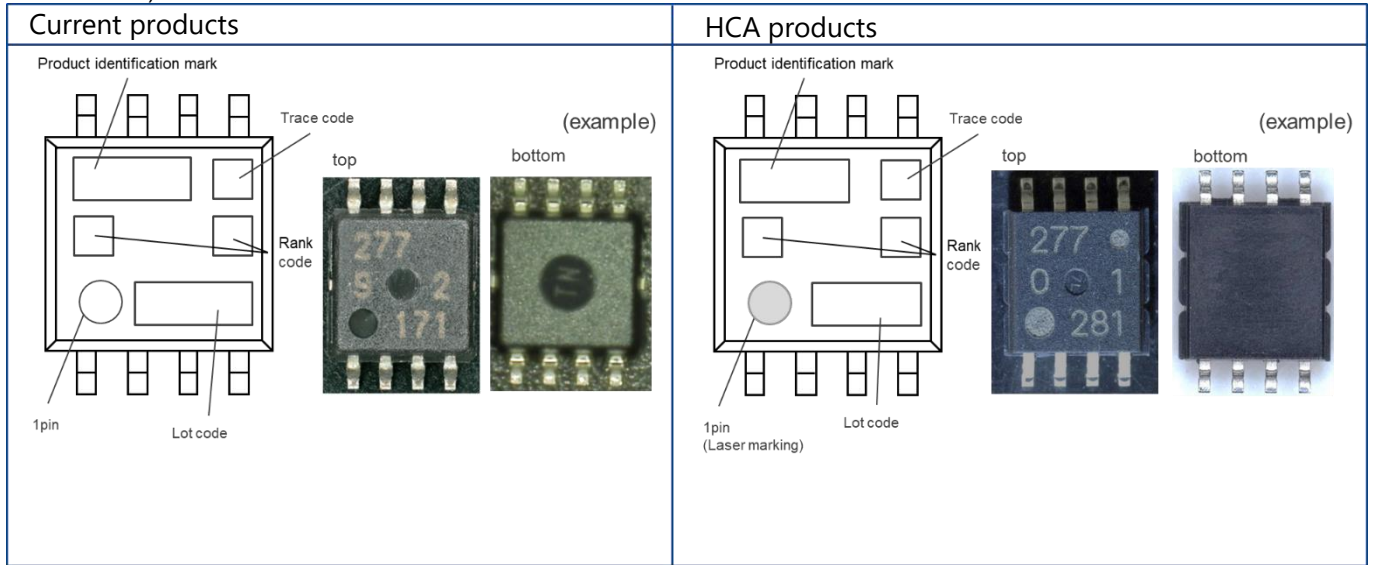 Current products
HCA products
Product identification mark
Trace code
(example)
top
bottom
Rank
code
277
9 2
171
1pin
Lot code
Product identification mark
Trace code
(example)
top
bottom
Rank
code
277
0 1
281
1pin
(Laser marking)
Lot code